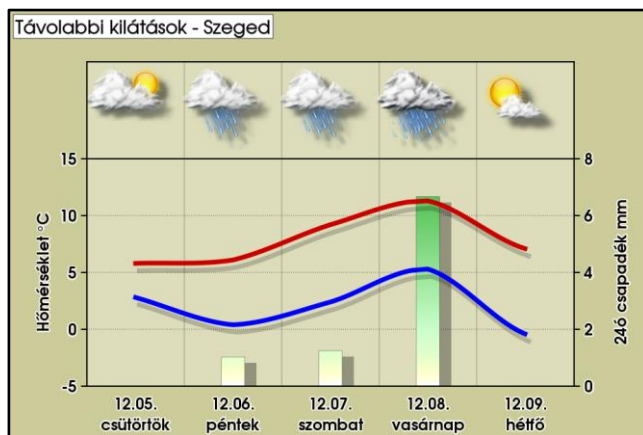 Távolabbi kilátások - Szeged
15
10
5
0
-5
Hőmérséklet °C
8
6
4
2
0
24ó csapadék mm
12.05. 12.06. 12.07. 12.08. 12.09.
csütörtök péntek szombat vasárnap hétfő